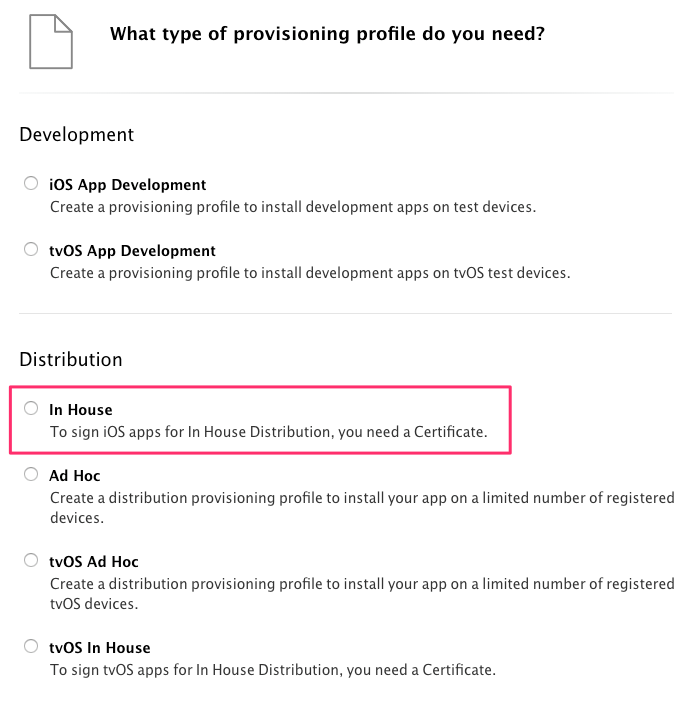 What type of provisioning profile do you need?
Development
iOS App Development
Create a provisioning profile to install development apps on test devices.
tvOS App Development
Create a provisioning profile to install development apps on tvOS test devices.
Distribution
In House
To sign iOS apps for In House Distribution, you need a Certificate.
Ad Hoc
Create a distribution provisioning profile to install your app on a limited number of registered
devices.
tvOS Ad Hoc
Create a distribution provisioning profile to install your app on a limited number of registered
tvOS devices.
tvOS In House
To sign tvOS apps for In House Distribution, you need a Certificate.